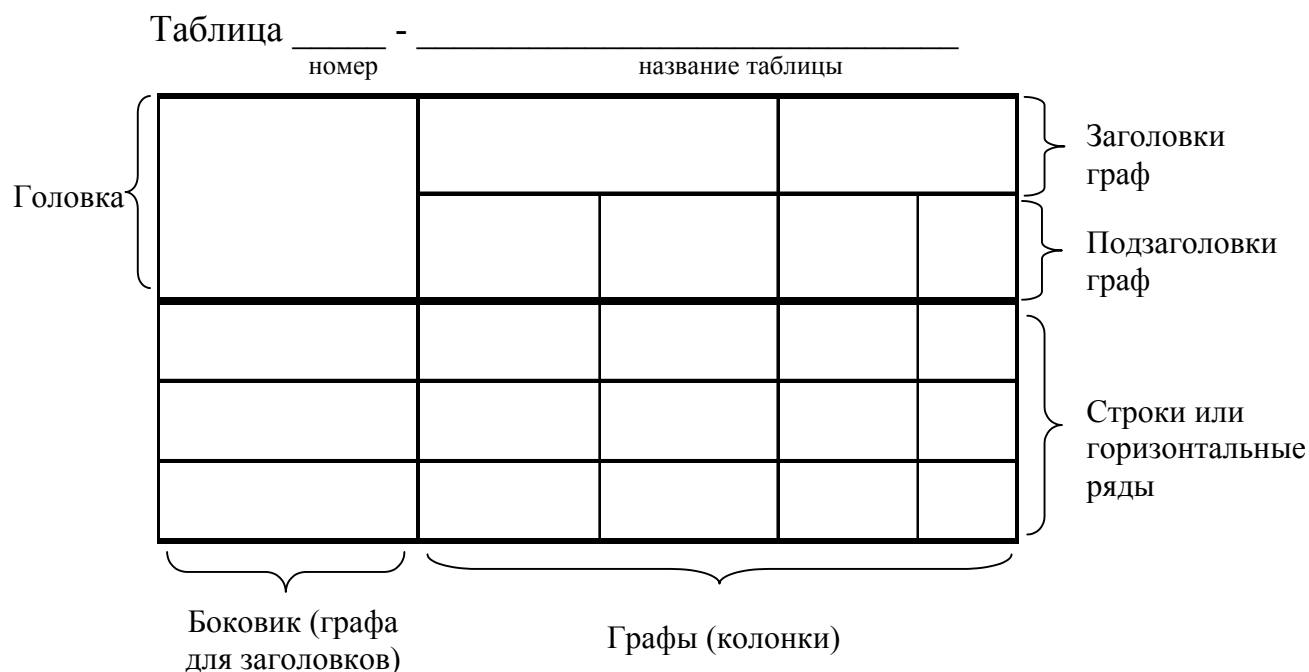 Таблица _____ - _____________________________
номер название таблицы
Головка
Заголовки
граф
Подзаголовки
граф
Строки или
горизонтальные
ряды
Боковик (графа
для заголовков)
Графы (колонки)